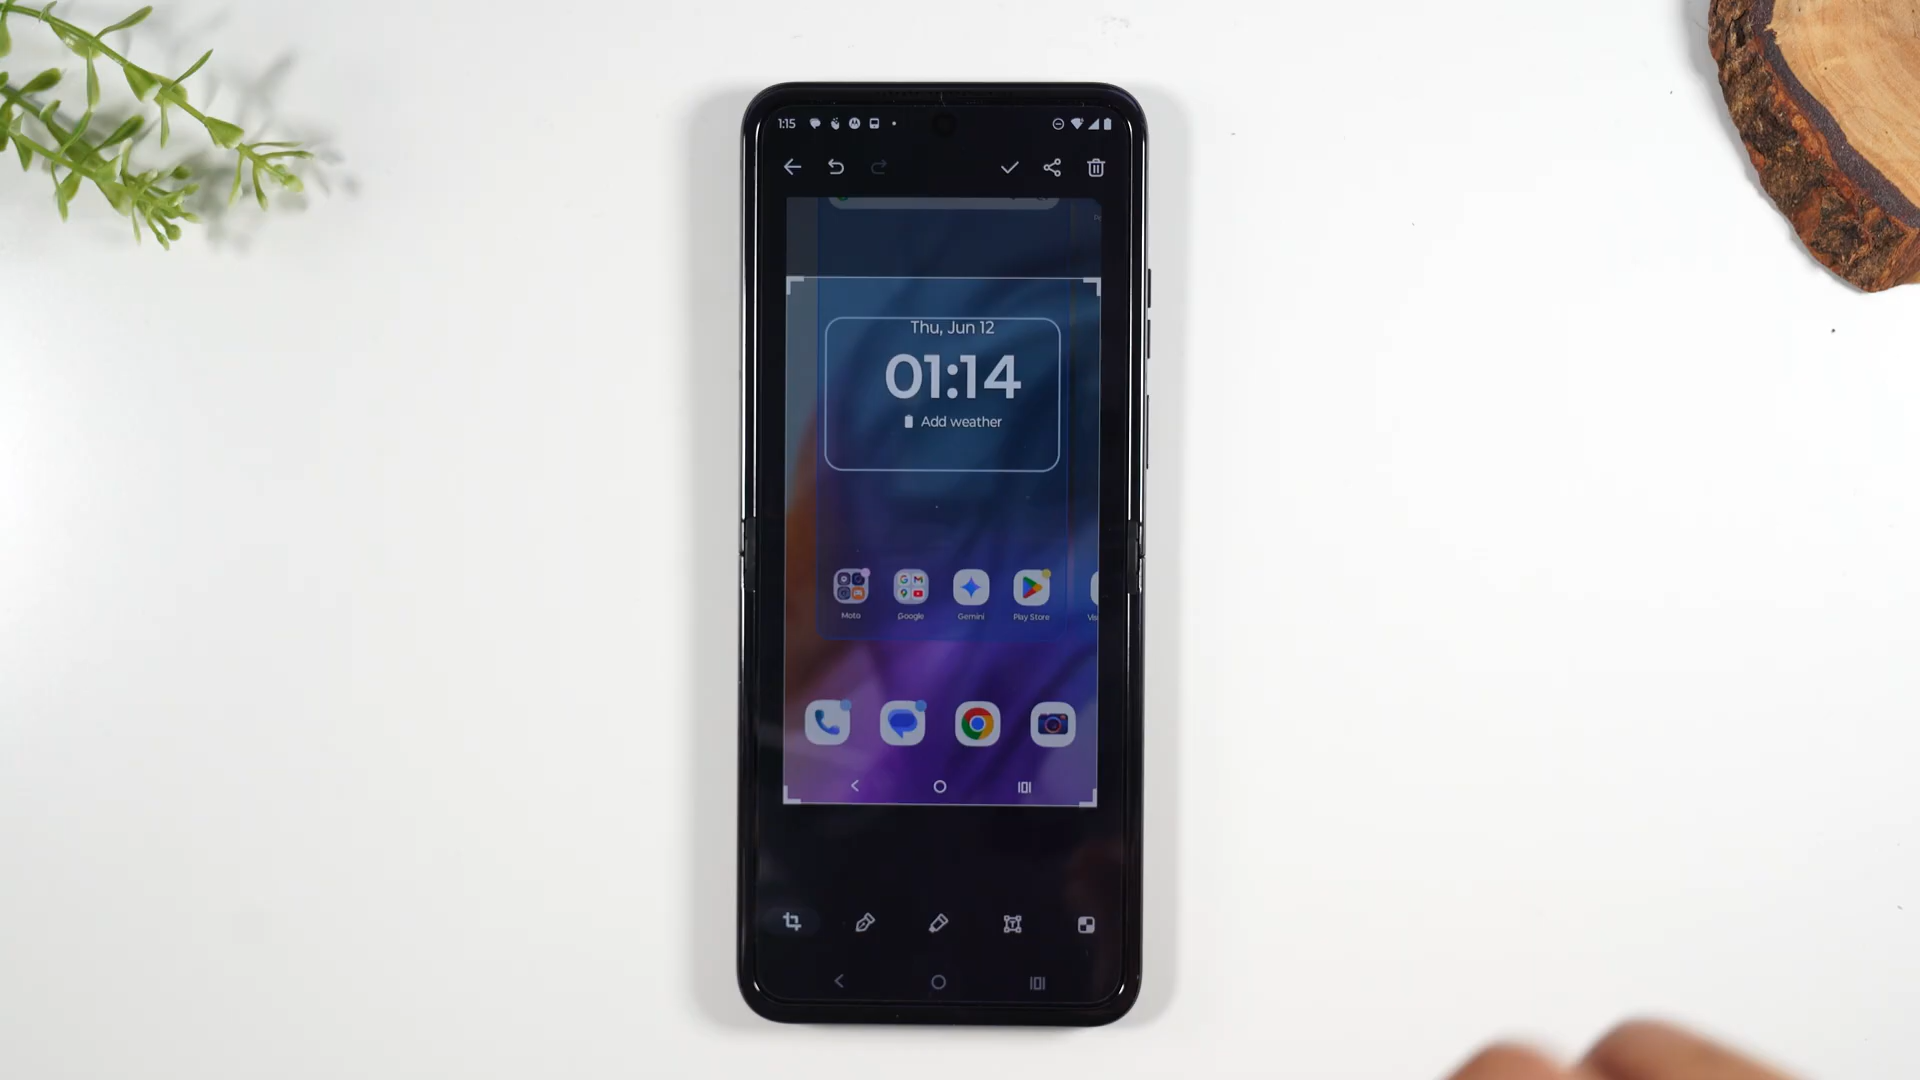 1:15
Thu, Jun 12
01:14
Add weather
Moto
Google
Gemini
Play Store